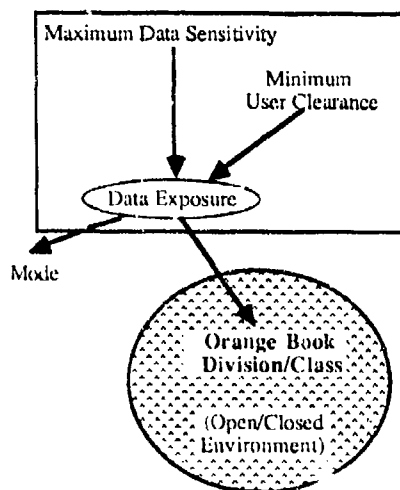 Maximum Data Sensitivity
Minimum
User Clearance
Data Exposure
Mode
Orange Book
Division/Class
(Open/Closed
Environment)